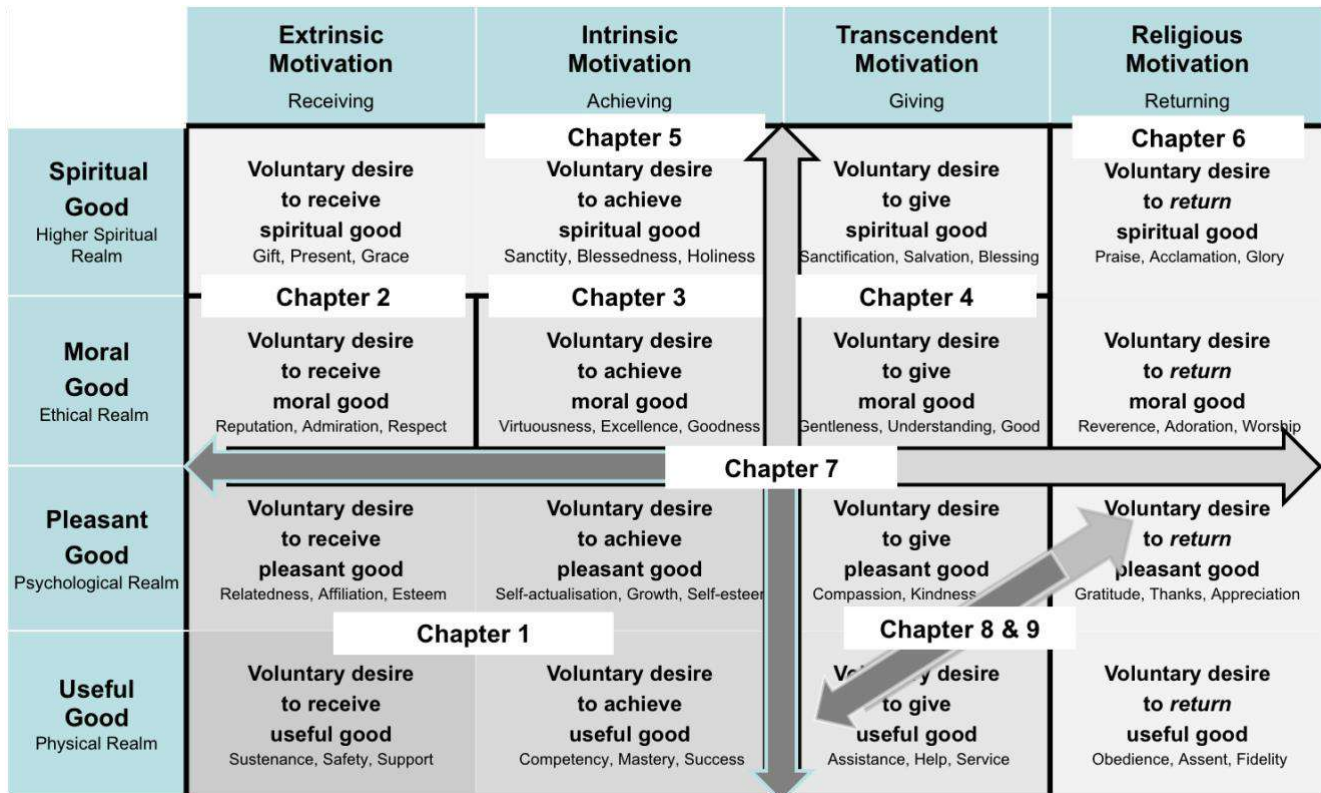 Extrinsic
Motivation
Receiving
Intrinsic
Motivation
Achieving
Transcendent
Motivation
Giving
Religious
Motivation
Returning
Spiritual
Good
Higher Spiritual
Realm
Voluntary desire
to receive
spiritual good
Gift, Present, Grace
Chapter 5
Voluntary desire
to achieve
spiritual good
Sanctity, Blessedness, Holiness
Voluntary desire
to give
spiritual good
Sanctification, Salvation, Blessing
Chapter 6
Voluntary desire
to return
spiritual good
Praise, Acclamation, Glory
Moral
Good
Ethical Realm
Chapter 2
Voluntary desire
to receive
moral good
Reputation, Admiration, Respect
Chapter 3
Voluntary desire
to achieve
moral good
Virtuousness, Excellence, Goodness
Chapter 4
Voluntary desire
to give
moral good
Gentleness, Understanding, Good
Voluntary desire
to return
moral good
Reverence, Adoration, Worship
Chapter 7
Pleasant
Good
Psychological Realm
Voluntary desire
to receive
pleasant good
Relatedness, Affiliation, Esteem
Voluntary desire
to achieve
pleasant good
Self-actualisation, Growth, Self-esteem
Voluntary desire
to give
pleasant good
Compassion, Kindness
Voluntary desire
to return
pleasant good
Gratitude, Thanks, Appreciation
Chapter 1
Chapter 8 & 9
Useful
Good
Physical Realm
Voluntary desire
to receive
useful good
Sustenance, Safety, Support
Voluntary desire
to achieve
useful good
Competency, Mastery, Success
Voluntary desire
to give
useful good
Assistance, Help, Service
Voluntary desire
to return
useful good
Obedience, Assent, Fidelity